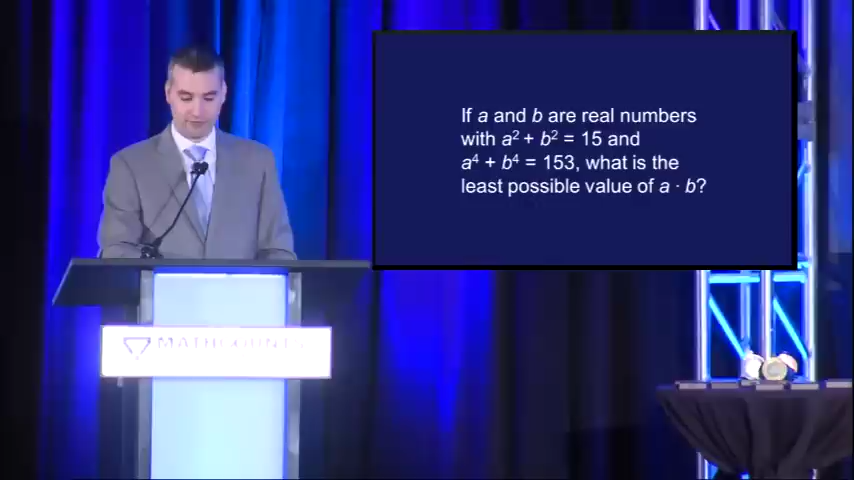 If a and b are real numbers
with a² + b² = 15 and
a⁴ + b⁴ = 153, what is the
least possible value of a · b?
MATHCOUNTS